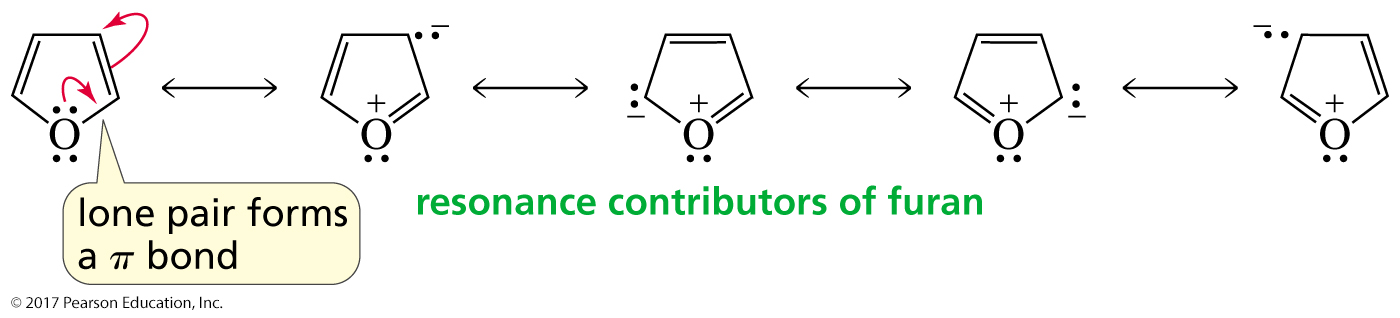 −
−
+
+
+
+
−
−
O
O
O
O
O
lone pair forms
a π bond
resonance contributors of furan
© 2017 Pearson Education, Inc.